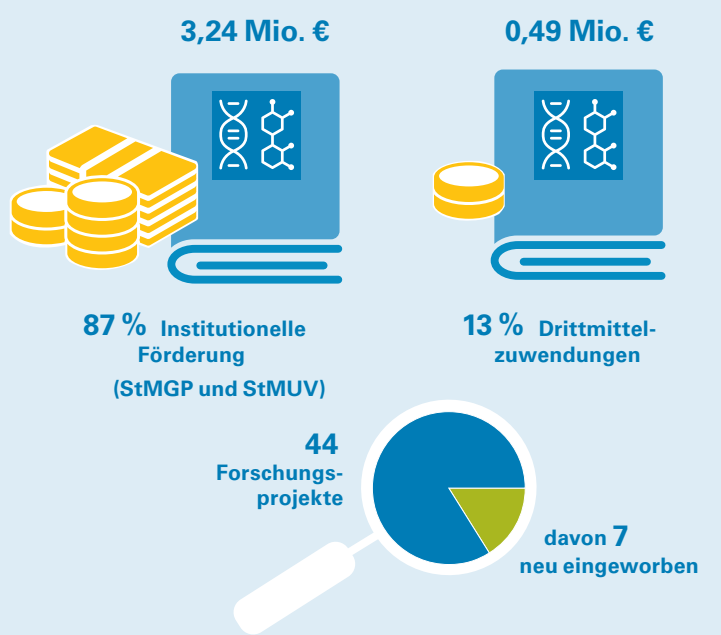 3,24 Mio. €
87 % Institutionelle
Förderung
(StMGP und StMUV)
0,49 Mio. €
13 % Drittmittel-
zuwendungen
44
Forschungs-
projekte
davon 7
neu eingeworben